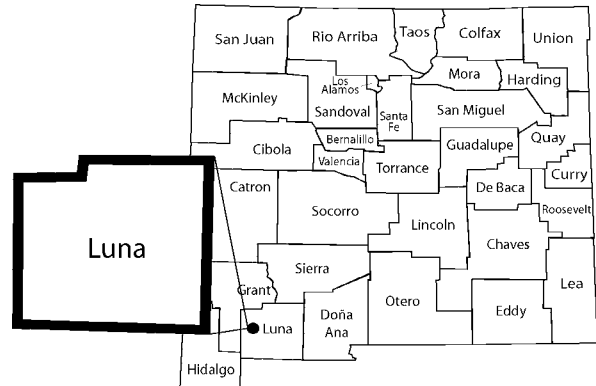 San Juan
Rio Arriba
Taos
Colfax
Union
Los
Alamos
Mora
Harding
McKinley
Sandoval
Santa
Fe
San Miguel
Bernalillo
Quay
Cibola
Guadalupe
Valencia
Torrance
Curry
Catron
De Baca
Socorro
Roosevelt
Lincoln
Chaves
Luna
Sierra
Grant
Lea
Otero
Eddy
Doña
Ana
Luna
Hidalgo